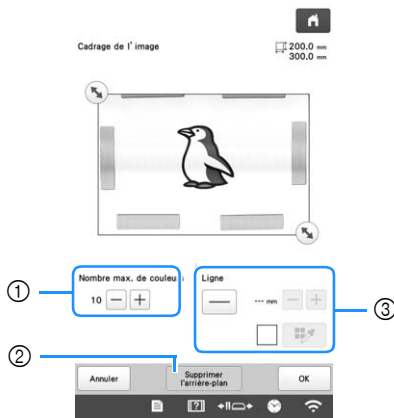 Cadrage de l'image
200.0 mm
300.0 mm
Nombre max. de couleurs
10
Ligne
--- mm
①
②
③
Annuler
Supprimer
l'arrière-plan
OK